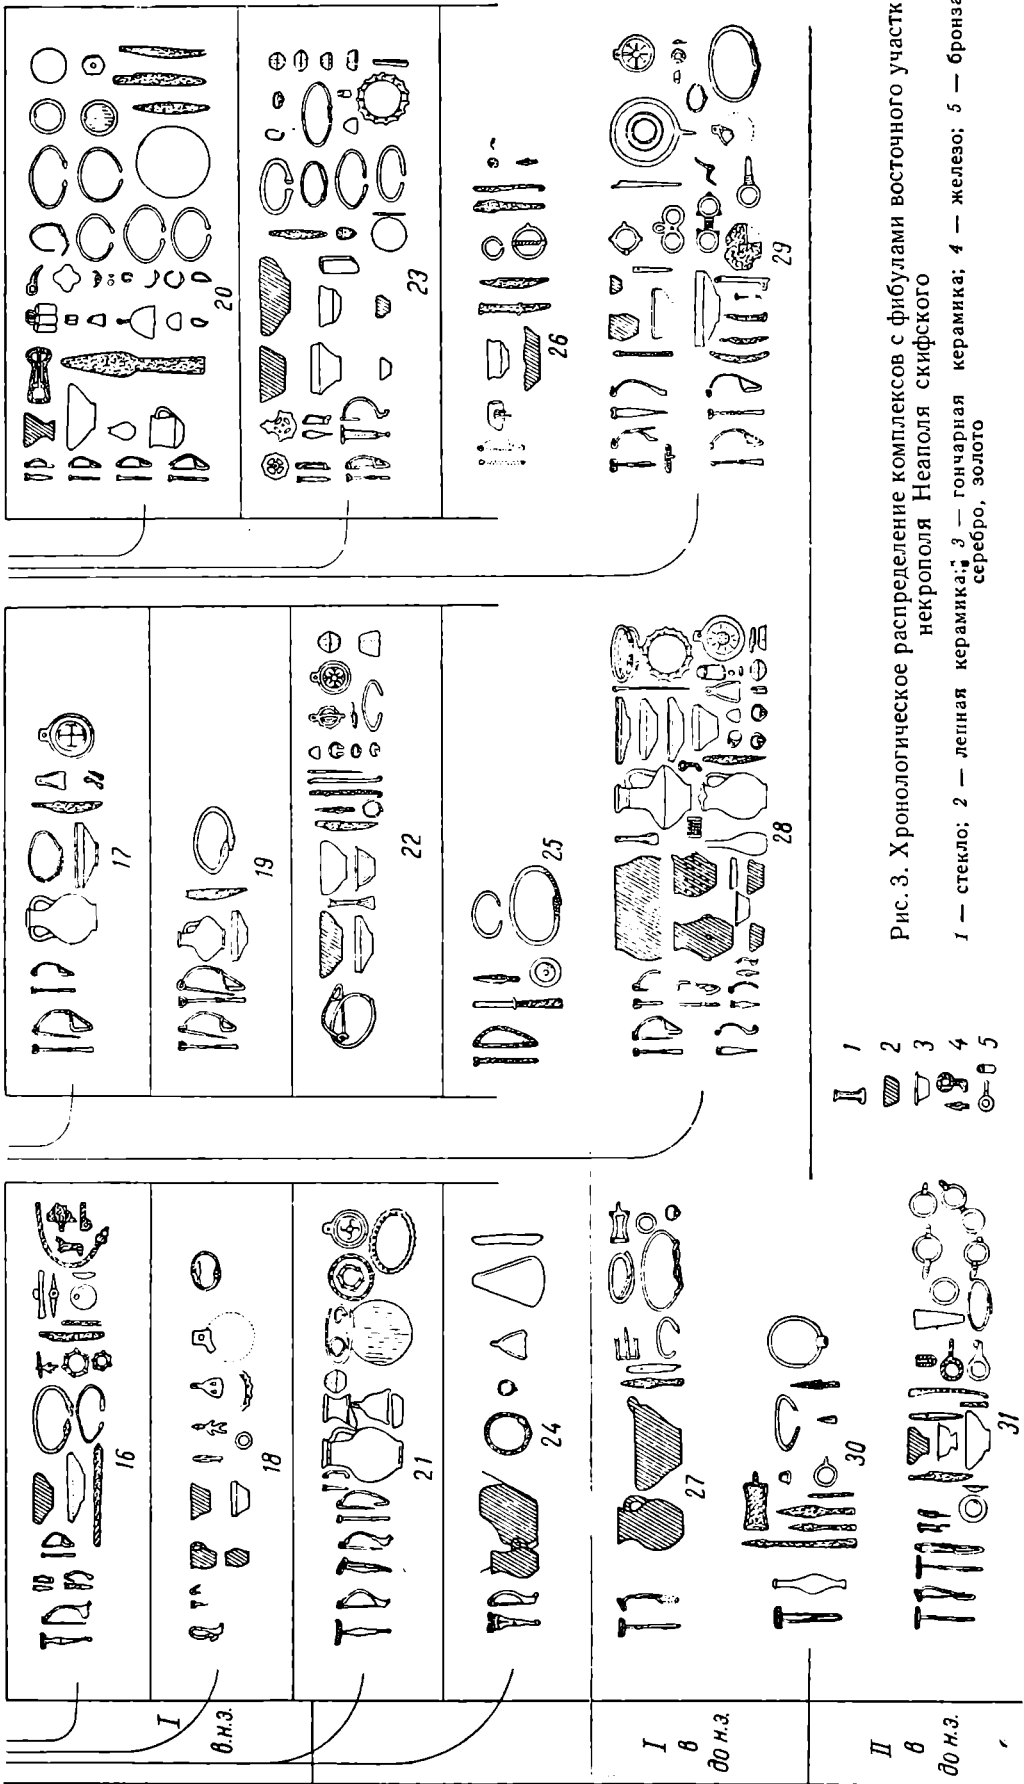 16
17
20
I
в.н.э.
18
19
23
21
22
26
24
25
I
в
до н.э.
27
28
29
30
II
в
до н.э.
31
1
2
3
4
5
Рис. 3. Хронологическое распределение комплексов с фибулами восточного участк
некрополя Неаполя скифского
1 — стекло; 2 — лепная керамика; 3 — гончарная керамика; 4 — железо; 5 — бронза
серебро, золото